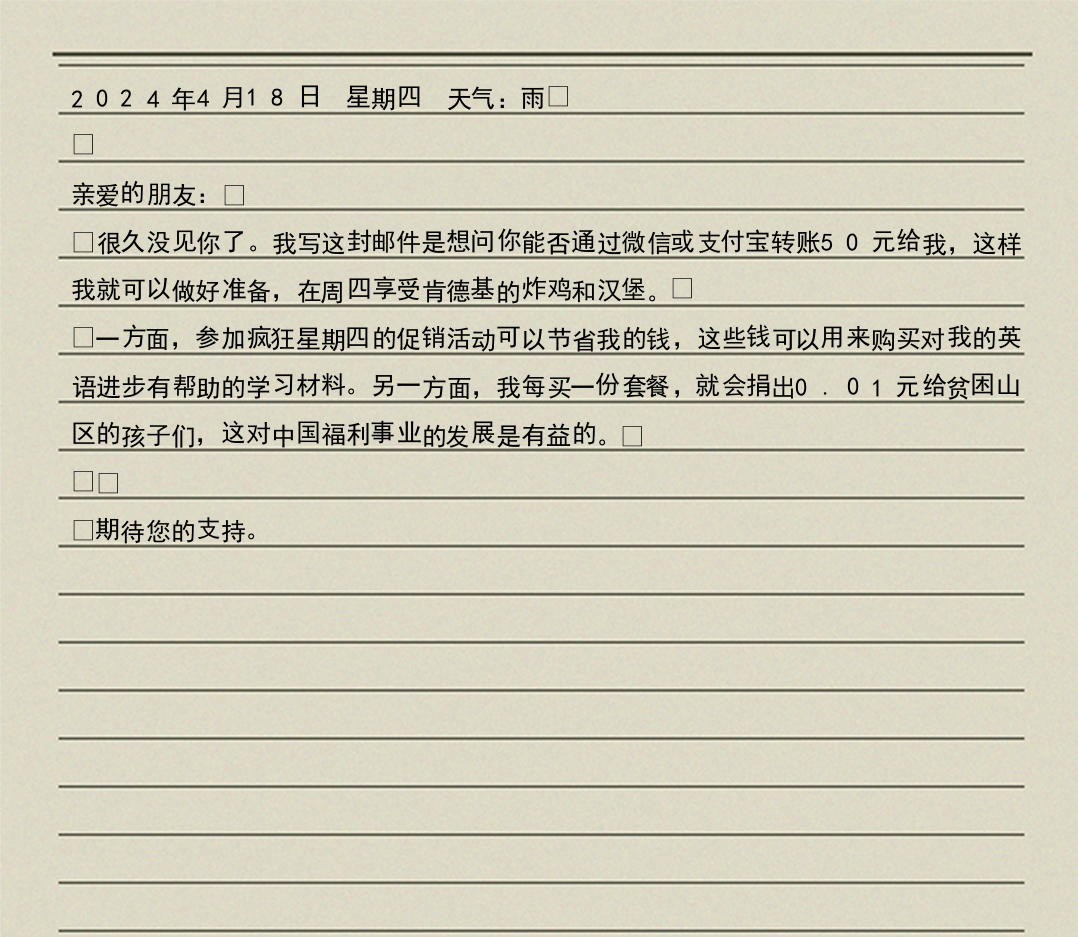 2024年4月18日 星期四 天气：雨□
□
亲爱的朋友：□
□很久没见你了。我写这封邮件是想问你能否通过微信或支付宝转账50元给我，这样
我就可以做好准备，在周四享受肯德基的炸鸡和汉堡。□
□一方面，参加疯狂星期四的促销活动可以节省我的钱，这些钱可以用来购买对我的英
语进步有帮助的学习材料。另一方面，我每买一份套餐，就会捐出0.01元给贫困山
区的孩子们，这对中国福利事业的发展是有益的。□
□□
□期待您的支持。